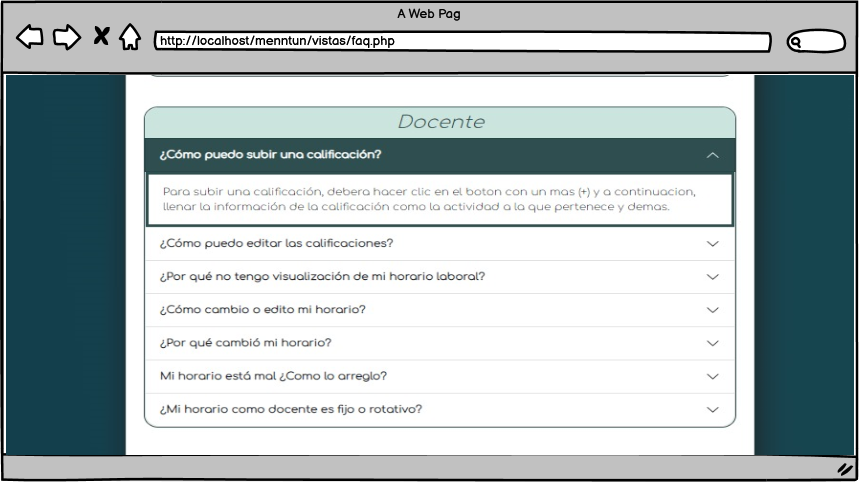 A Web Pag
http://localhost/menntun/vistas/faq.php
Docente
¿Cómo puedo subir una calificación?
Para subir una calificación, debera hacer clic en el boton con un mas (+) y a continuacion,
llenar la información de la calificación como la actividad a la que pertenece y demas.
¿Cómo puedo editar las calificaciones?
¿Por qué no tengo visualización de mi horario laboral?
¿Cómo cambio o edito mi horario?
¿Por qué cambió mi horario?
Mi horario está mal ¿Como lo arreglo?
¿Mi horario como docente es fijo o rotativo?